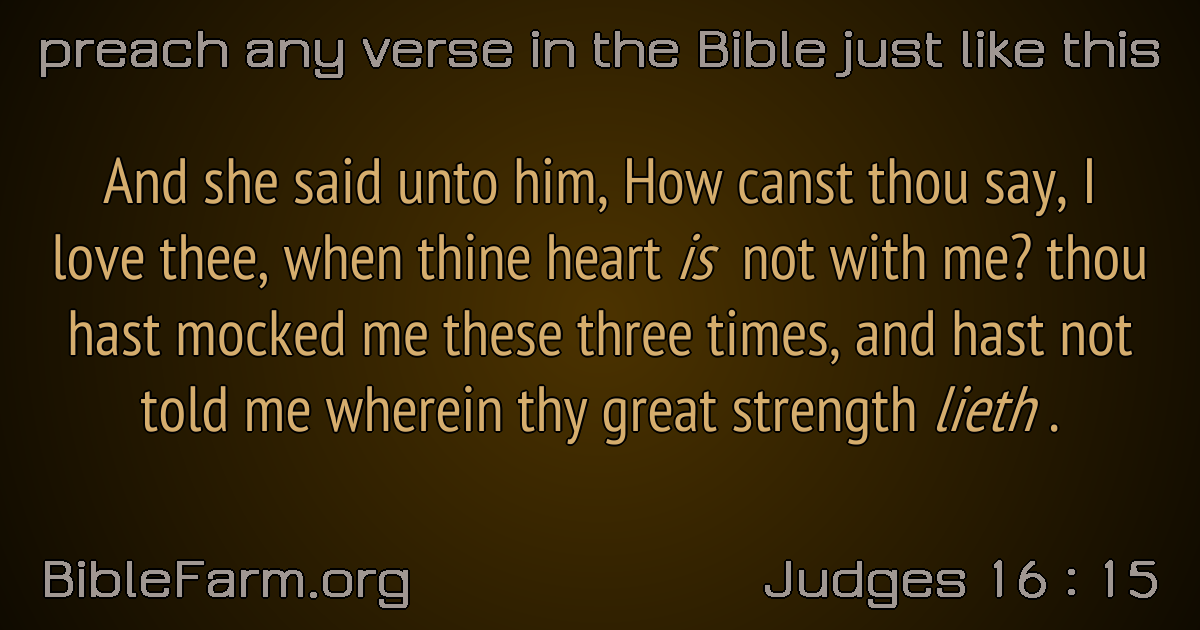 preach any verse in the Bible just like this
And she said unto him, How canst thou say, I
love thee, when thine heart is not with me? thou
hast mocked me these three times, and hast not
told me wherein thy great strength lieth .
BibleFarm.org
Judges 16 : 15